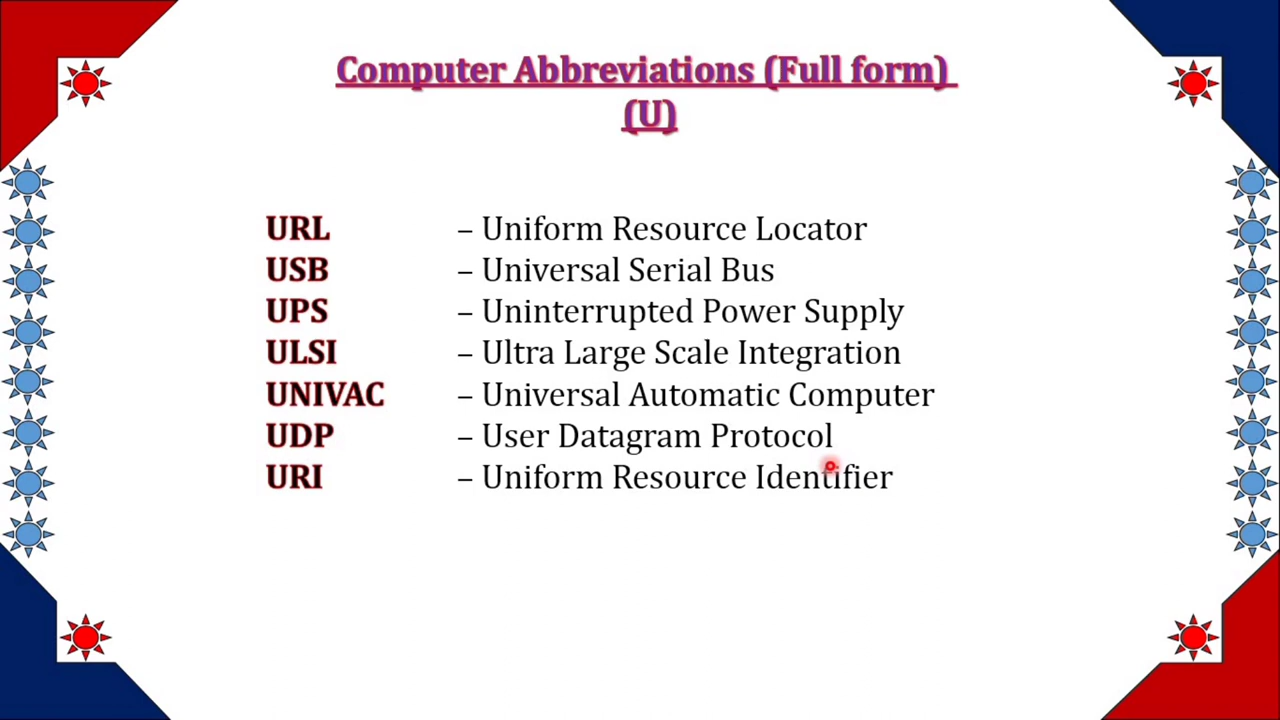 Computer Abbreviations (Full form)
(U)
URL – Uniform Resource Locator
USB – Universal Serial Bus
UPS – Uninterrupted Power Supply
ULSI – Ultra Large Scale Integration
UNIVAC – Universal Automatic Computer
UDP – User Datagram Protocol
URI – Uniform Resource Identifier